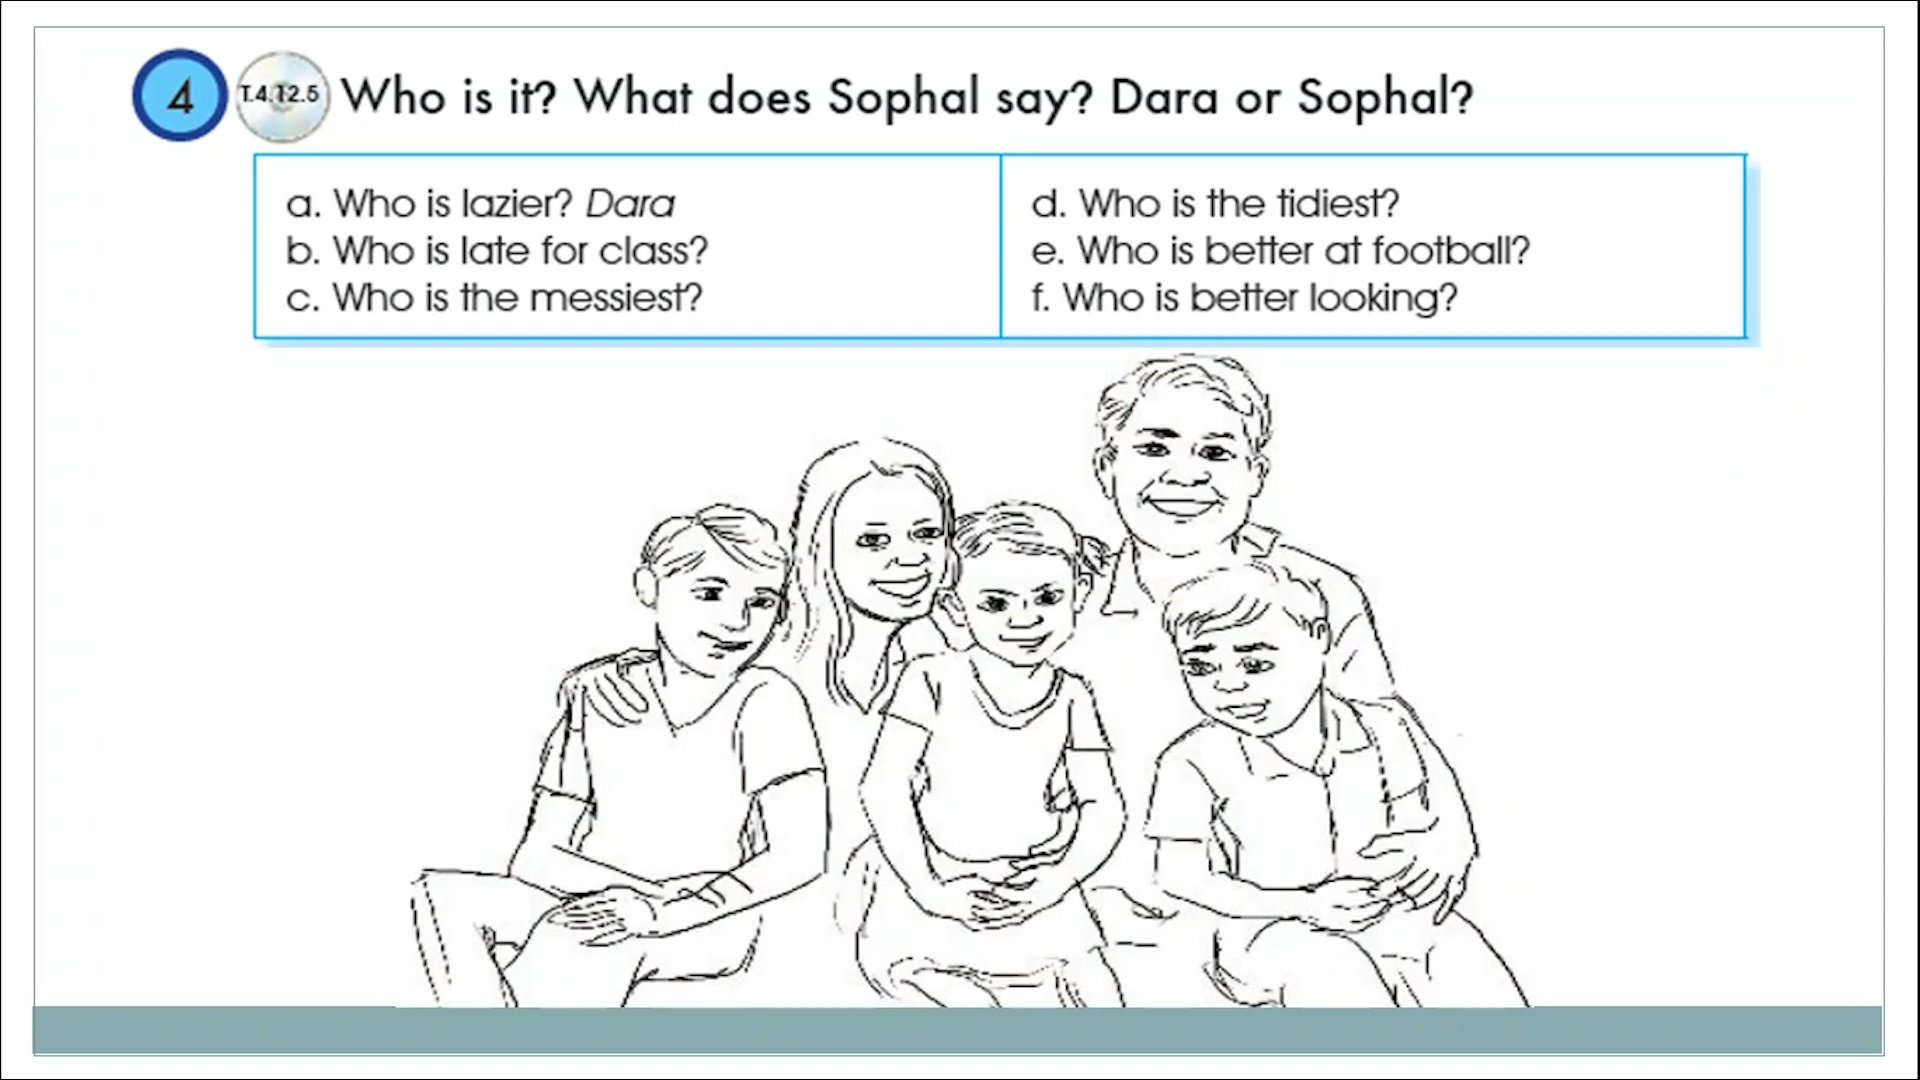 4 T.4.12.5 Who is it? What does Sophal say? Dara or Sophal?
a. Who is lazier? Dara
b. Who is late for class?
c. Who is the messiest?
d. Who is the tidiest?
e. Who is better at football?
f. Who is better looking?